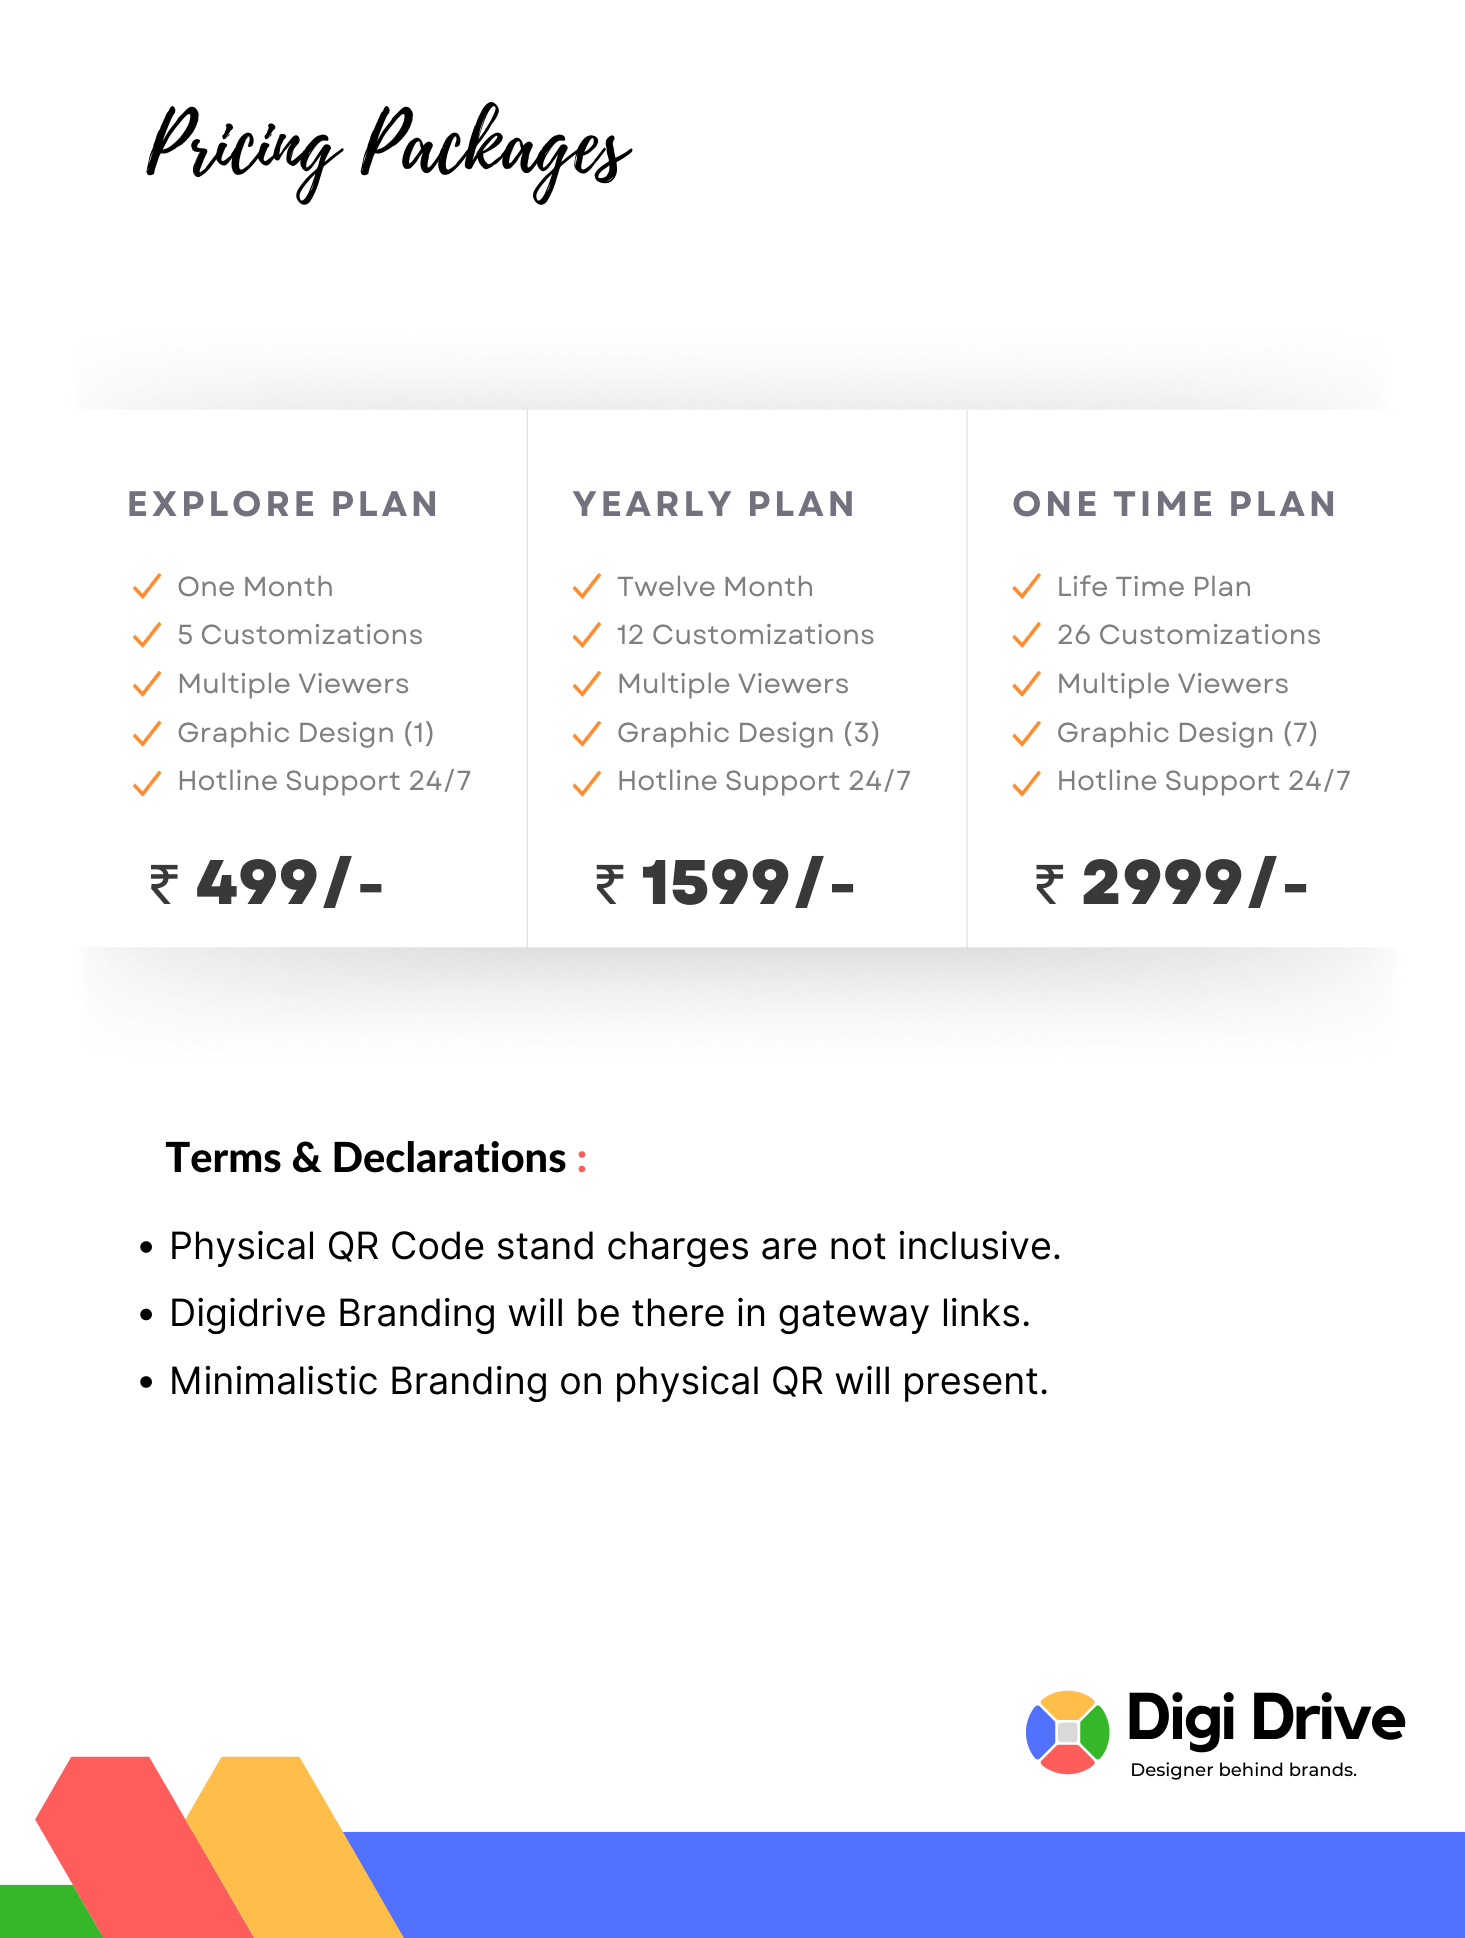 Pricing Packages
EXPLORE PLAN
One Month
5 Customizations
Multiple Viewers
Graphic Design (1)
Hotline Support 24/7
₹ 499/-
YEARLY PLAN
Twelve Month
12 Customizations
Multiple Viewers
Graphic Design (3)
Hotline Support 24/7
₹ 1599/-
ONE TIME PLAN
Life Time Plan
26 Customizations
Multiple Viewers
Graphic Design (7)
Hotline Support 24/7
₹ 2999/-
Terms & Declarations :
• Physical QR Code stand charges are not inclusive.
• Digidrive Branding will be there in gateway links.
• Minimalistic Branding on physical QR will present.
Digi Drive
Designer behind brands.